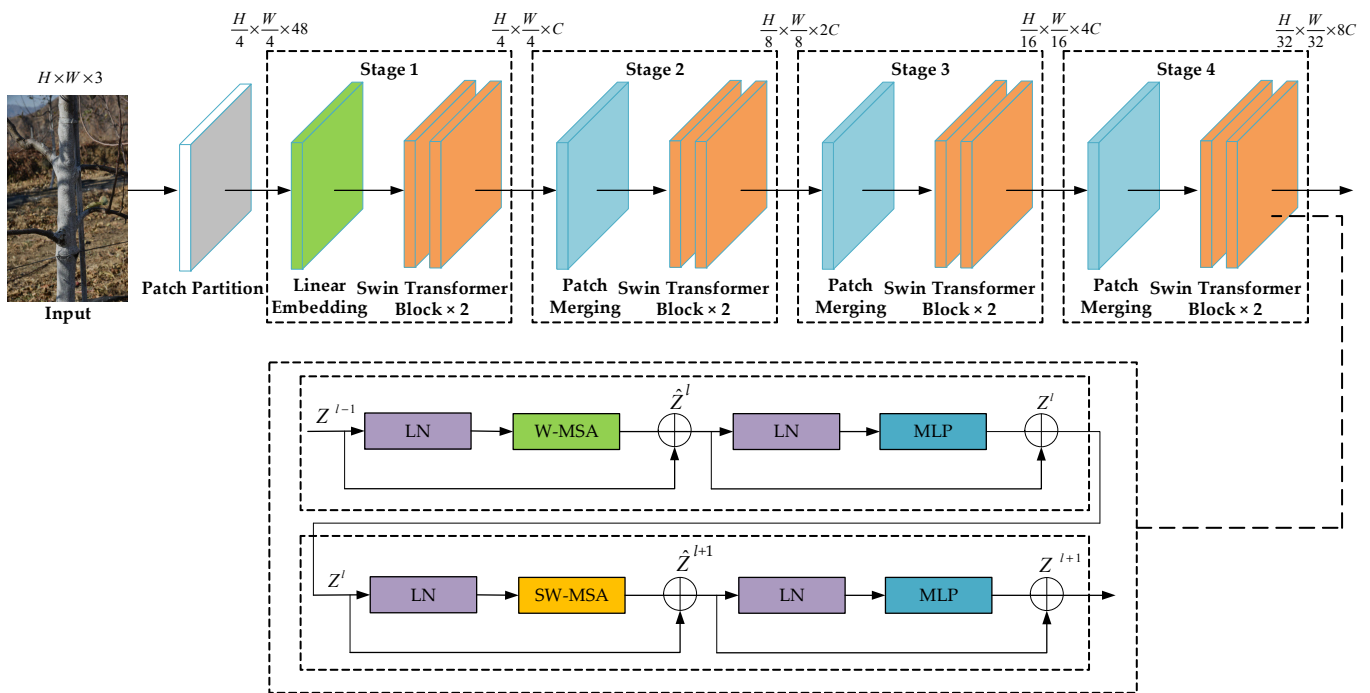 H/4 × W/4 × 48
H/4 × W/4 × C
H/8 × W/8 × 2C
H/16 × W/16 × 4C
H/32 × W/32 × 8C
H × W × 3
Stage 1
Stage 2
Stage 3
Stage 4
Input
Patch Partition
Linear
Embedding
Swin Transformer
Block × 2
Patch
Merging
Swin Transformer
Block × 2
Patch
Merging
Swin Transformer
Block × 2
Patch
Merging
Swin Transformer
Block × 2
Z^{l-1}
LN
W-MSA
Ẑ^{l}
LN
MLP
Z^{l}
Z^{l}
LN
SW-MSA
Ẑ^{l+1}
LN
MLP
Z^{l+1}